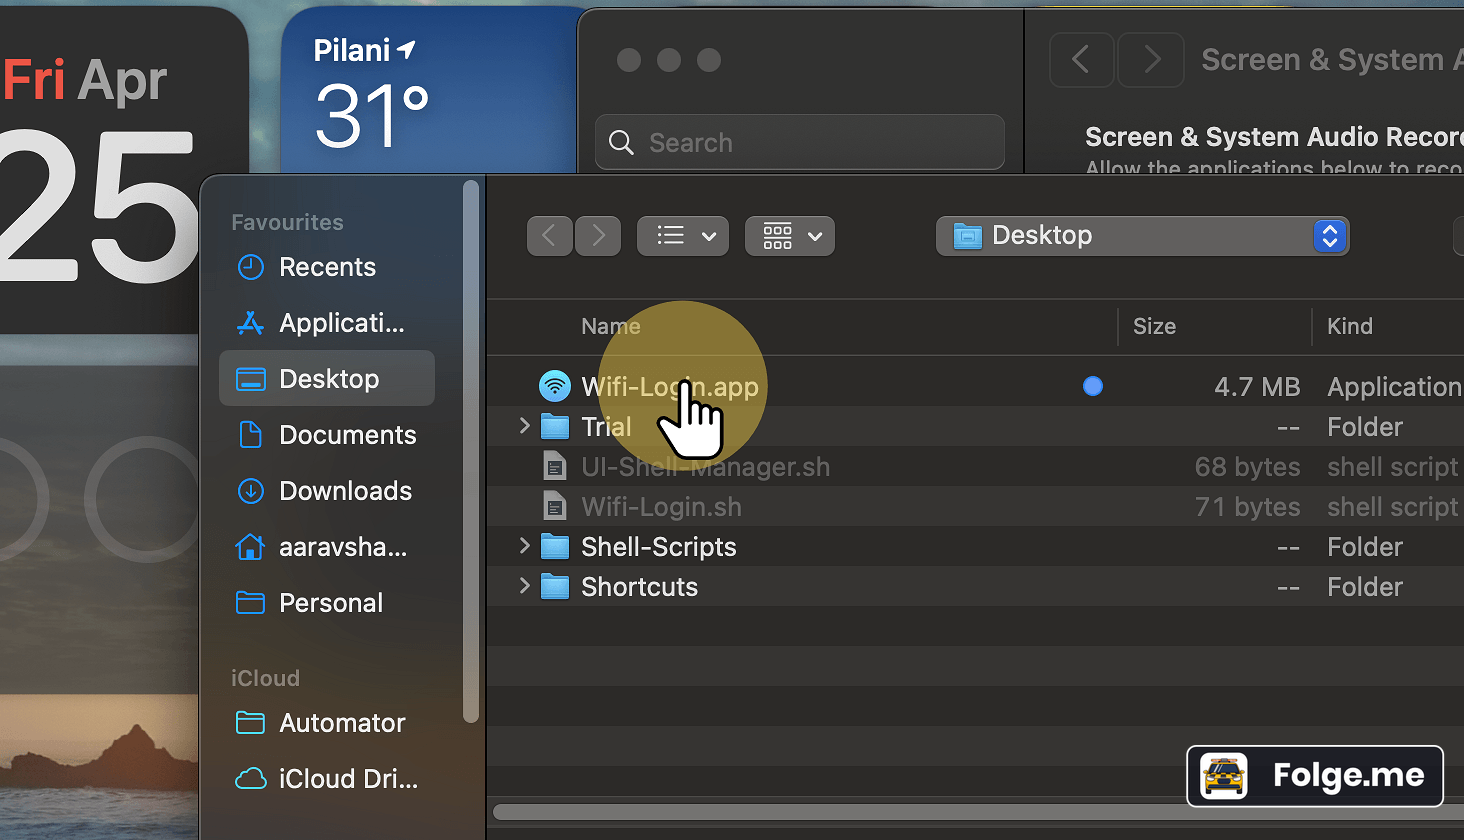 Fri Apr
25
Pilani
31°
Search
Screen & System A
Screen & System Audio Recor
Allow the applications below to reco
Favourites
Recents
Applicati...
Desktop
Documents
Downloads
aaravsha...
Personal
iCloud
Automator
iCloud Dri...
Desktop
Name Size Kind
Wifi-Login.app 4.7 MB Application
Trial -- Folder
UI-Shell-Manager.sh 68 bytes shell script
Wifi-Login.sh 71 bytes shell script
Shell-Scripts -- Folder
Shortcuts -- Folder
Folge.me